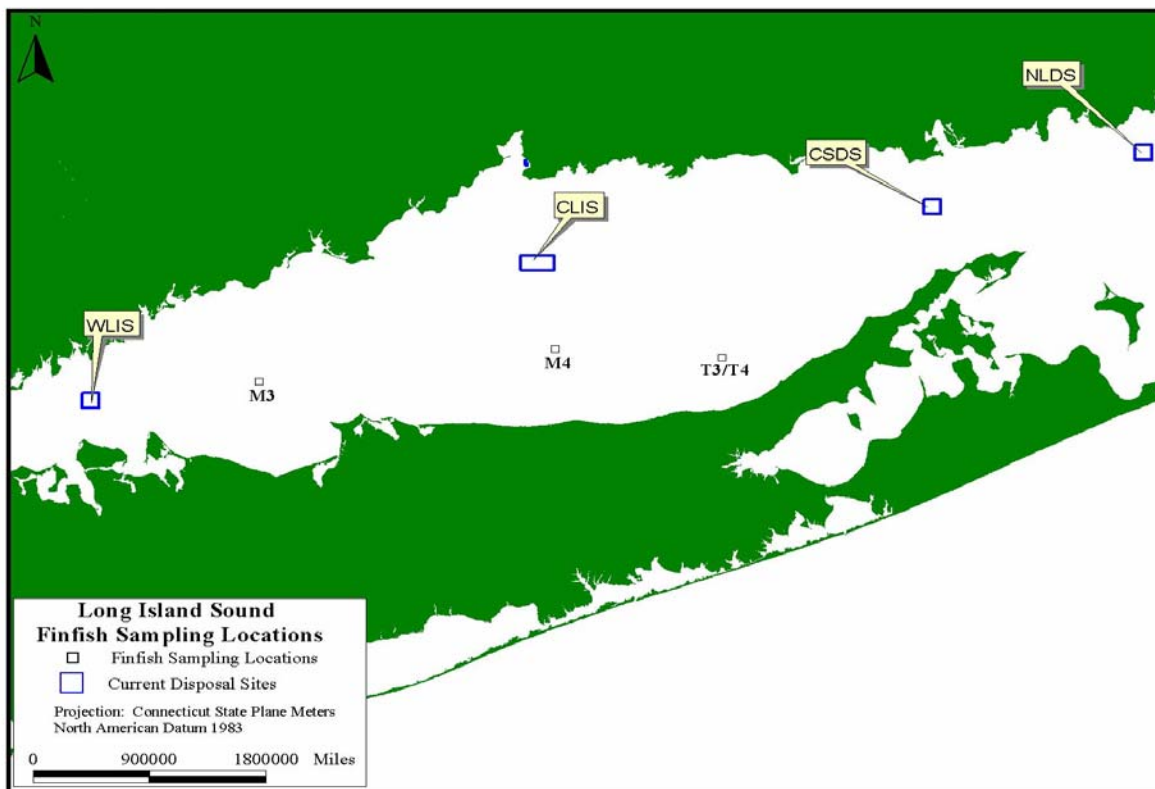 N
NLDS
CSDS
CLIS
WLIS
M4
T3/T4
M3
Long Island Sound
Finfish Sampling Locations
Finfish Sampling Locations
Current Disposal Sites
Projection: Connecticut State Plane Meters
North American Datum 1983
0 900000 1800000 Miles